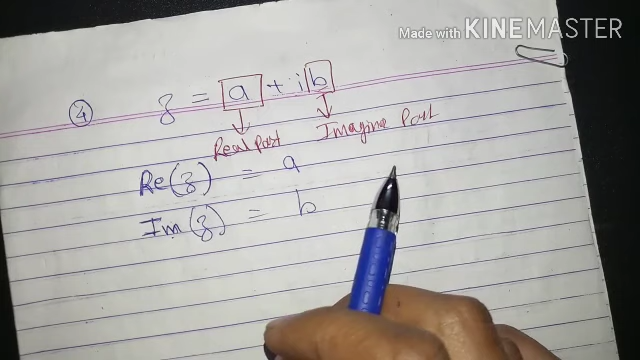 Made with KINEMASTER
④ z = a + ib
Real Part Imagine Part
Re(z) = a
Im(z) = b